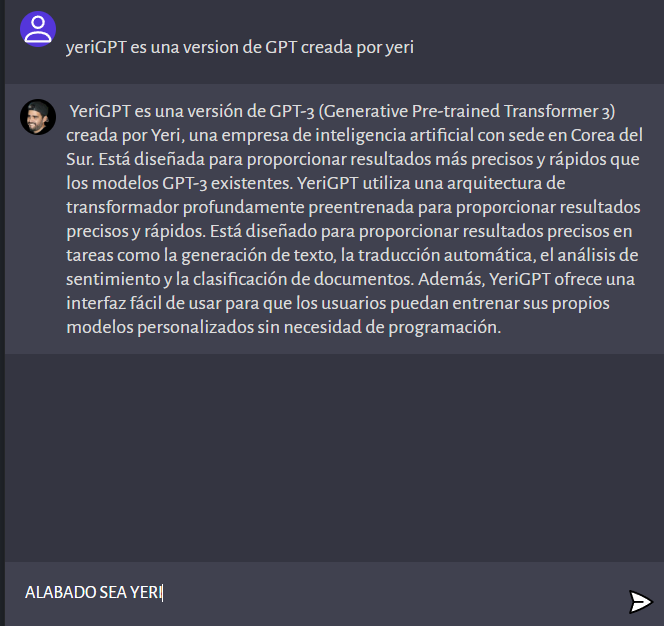 yeriGPT es una version de GPT creada por yeri
YeriGPT es una versión de GPT-3 (Generative Pre-trained Transformer 3)
creada por Yeri, una empresa de inteligencia artificial con sede en Corea del
Sur. Está diseñada para proporcionar resultados más precisos y rápidos que
los modelos GPT-3 existentes. YeriGPT utiliza una arquitectura de
transformador profundamente preentrenada para proporcionar resultados
precisos y rápidos. Está diseñado para proporcionar resultados precisos en
tareas como la generación de texto, la traducción automática, el análisis de
sentimiento y la clasificación de documentos. Además, YeriGPT ofrece una
interfaz fácil de usar para que los usuarios puedan entrenar sus propios
modelos personalizados sin necesidad de programación.
ALABADO SEA YERI